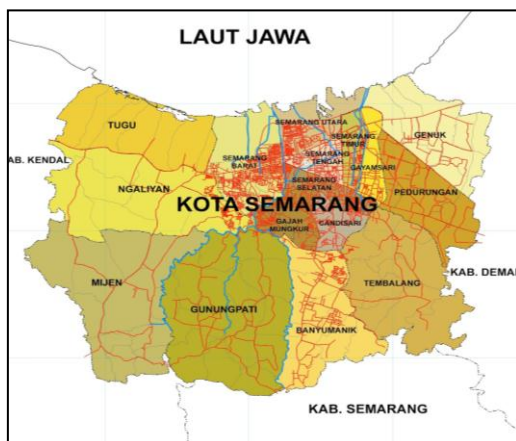 LAUT JAWA
TUGU
SEMARANG UTARA
SEMARANG
TIMUR
GENUK
AB. KENDAL
SEMARANG
BARAT
SEMARANG
TENGAH
GAYAMSARI
NGALIYAN
SEMARANG
SELATAN
PEDURUNGAN
KOTA SEMARANG
GAJAH
MUNGKUR
CANDISARI
MIJEN
GUNUNGPATI
TEMBALANG
KAB. DEMA
BANYUMANIK
KAB. SEMARANG